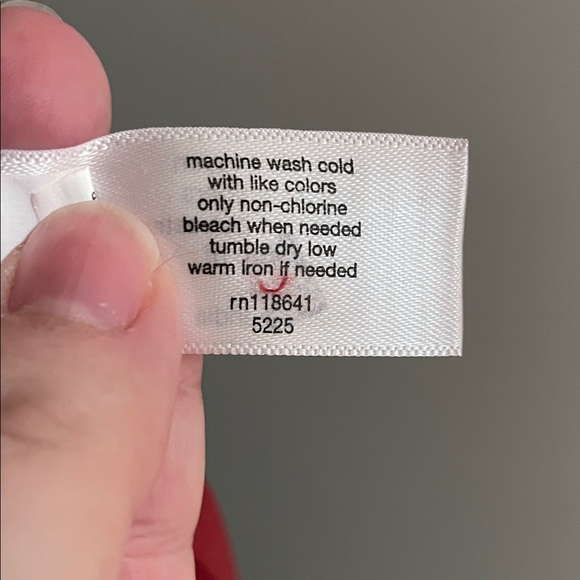 machine wash cold
with like colors
only non-chlorine
bleach when needed
tumble dry low
warm iron if needed
rn118641
5225